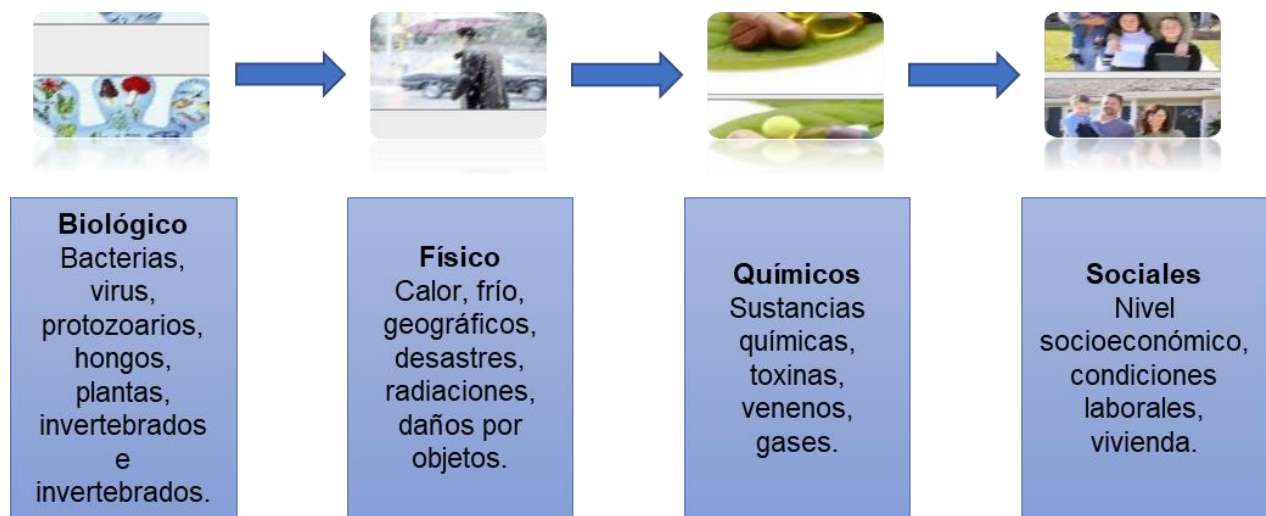 Biológico
Bacterias,
virus,
protozoarios,
hongos,
plantas,
invertebrados
e
invertebrados.
Físico
Calor, frío,
geográficos,
desastres,
radiaciones,
daños por
objetos.
Químicos
Sustancias
químicas,
toxinas,
venenos,
gases.
Sociales
Nivel
socioeconómico,
condiciones
laborales,
vivienda.